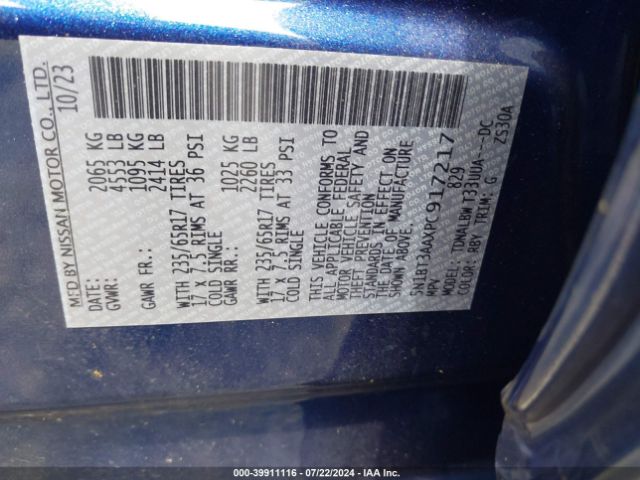 MFD BY NISSAN MOTOR CO., LTD.
DATE: 10/23
GVWR: 2065 KG
4553 LB
GAWR FR.: 1095 KG
2414 LB
WITH 235/65R17 TIRES
17 X 7.5 RIMS AT 36 PSI
COLD SINGLE
GAWR RR.: 1025 KG
2260 LB
WITH 235/65R17 TIRES
17 X 7.5 RIMS AT 33 PSI
COLD SINGLE
THIS VEHICLE CONFORMS TO
ALL APPLICABLE FEDERAL
MOTOR VEHICLE SAFETY AND
THEFT PREVENTION
STANDARDS IN EFFECT ON
THE DATE OF MANUFACTURE
SHOWN ABOVE.
5N1BT3AAXPC917217
MPV 829
MODEL: TDMALBW T33UUA---DC
COLOR: RBY TRIM: G ZS30A
000-39911116 - 07/22/2024 - IAA Inc.